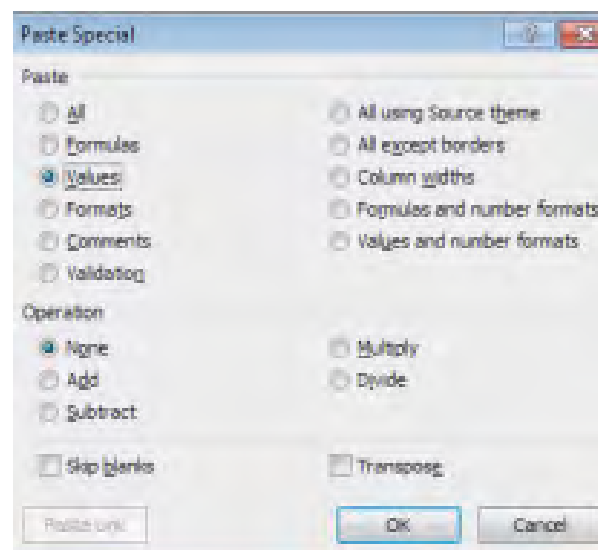 Paste Special
Paste
All
All using Source theme
Formulas
All except borders
Values
Column widths
Formats
Formulas and number formats
Comments
Values and number formats
Validation
Operation
None
Multiply
Add
Divide
Subtract
Skip blanks
Transpose
Paste Link
OK
Cancel